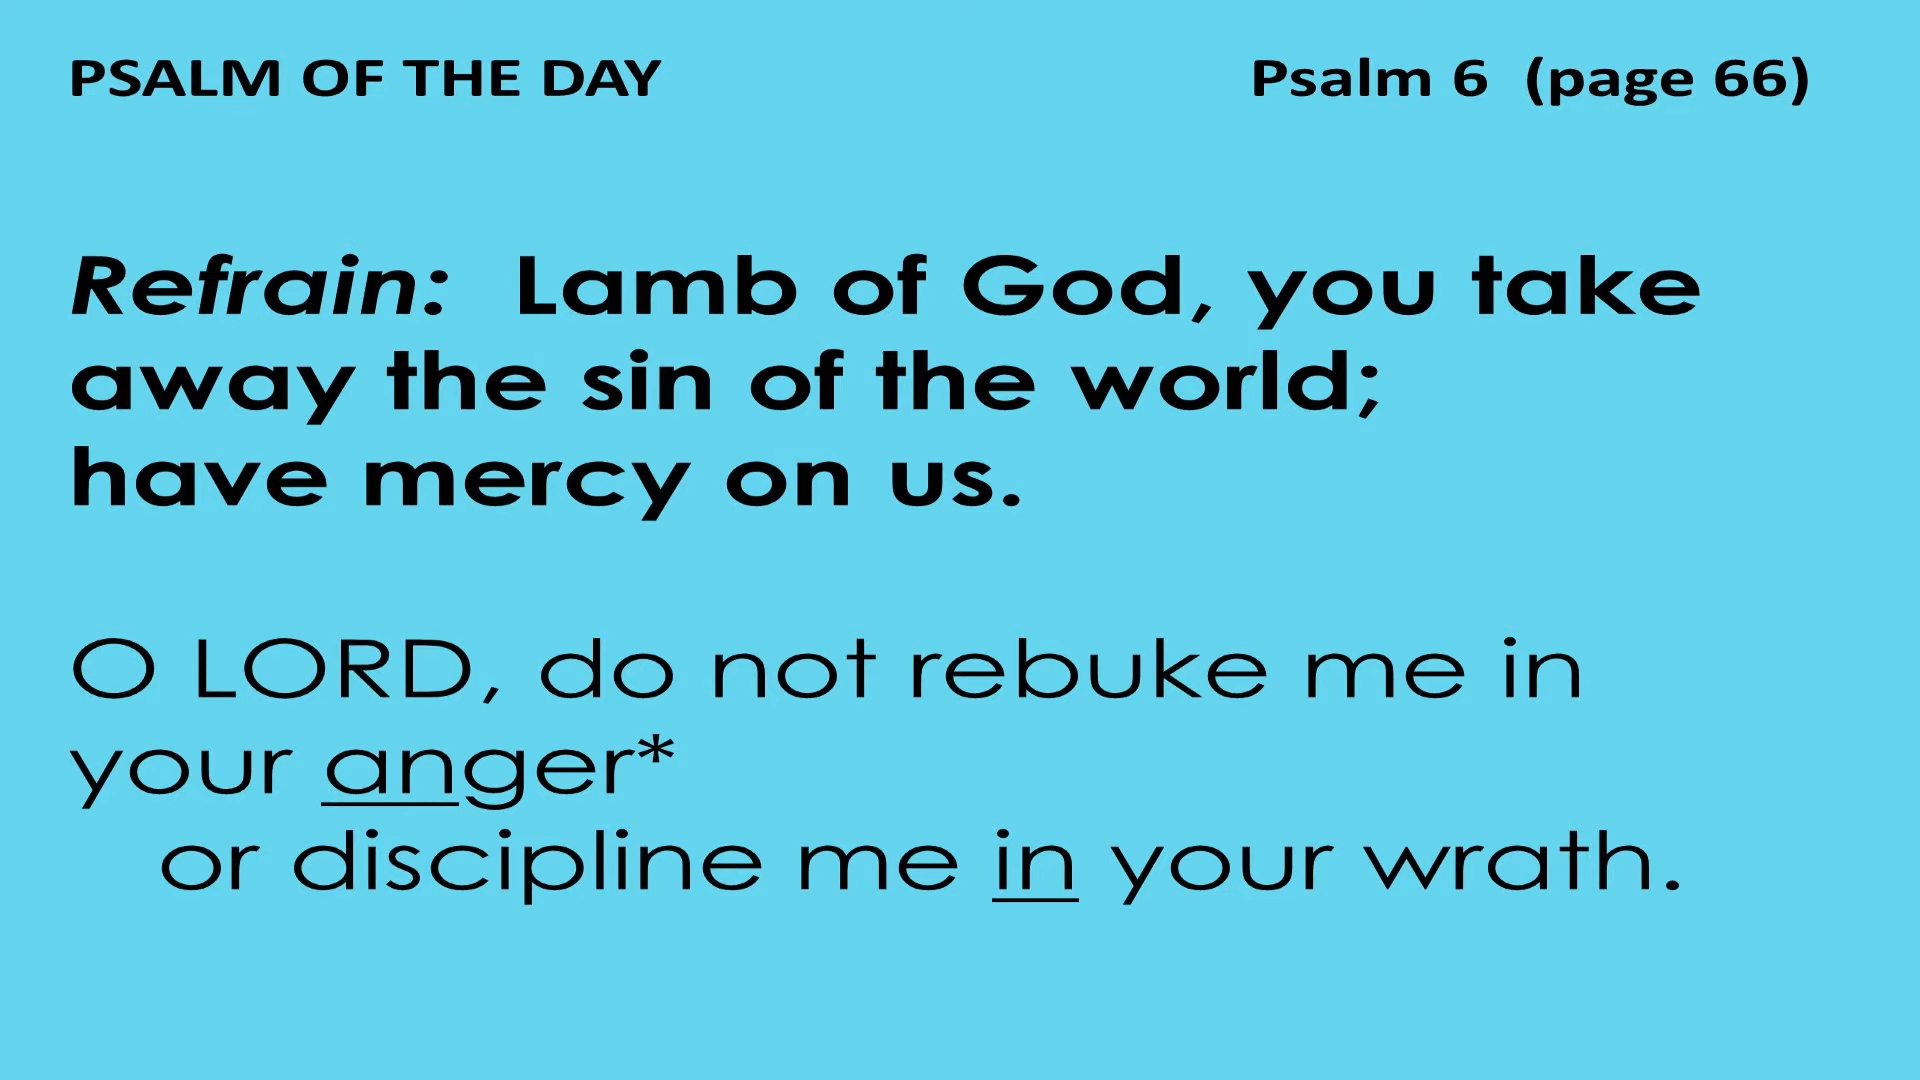 PSALM OF THE DAY Psalm 6 (page 66)
Refrain: Lamb of God, you take
away the sin of the world;
have mercy on us.
O LORD, do not rebuke me in
your anger*
or discipline me in your wrath.